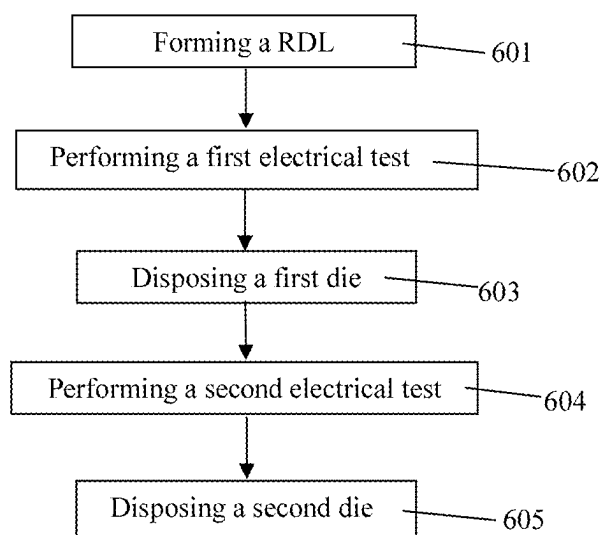 Forming a RDL
601
Performing a first electrical test
602
Disposing a first die
603
Performing a second electrical test
604
Disposing a second die
605